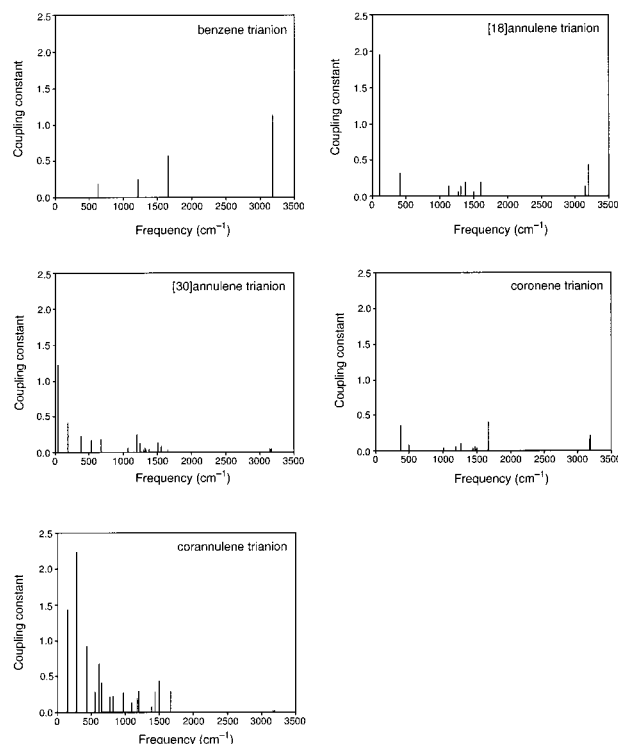 benzene trianion
Coupling constant
2.5
2.0
1.5
1.0
0.5
0.0
0 500 1000 1500 2000 2500 3000 3500
Frequency (cm⁻¹)
[18]annulene trianion
Coupling constant
2.5
2.0
1.5
1.0
0.5
0.0
0 500 1000 1500 2000 2500 3000 3500
Frequency (cm⁻¹)
[30]annulene trianion
Coupling constant
2.5
2.0
1.5
1.0
0.5
0.0
0 500 1000 1500 2000 2500 3000 3500
Frequency (cm⁻¹)
coronene trianion
Coupling constant
2.5
2.0
1.5
1.0
0.5
0.0
0 500 1000 1500 2000 2500 3000 3500
Frequency (cm⁻¹)
corannulene trianion
Coupling constant
2.5
2.0
1.5
1.0
0.5
0.0
0 500 1000 1500 2000 2500 3000 3500
Frequency (cm⁻¹)